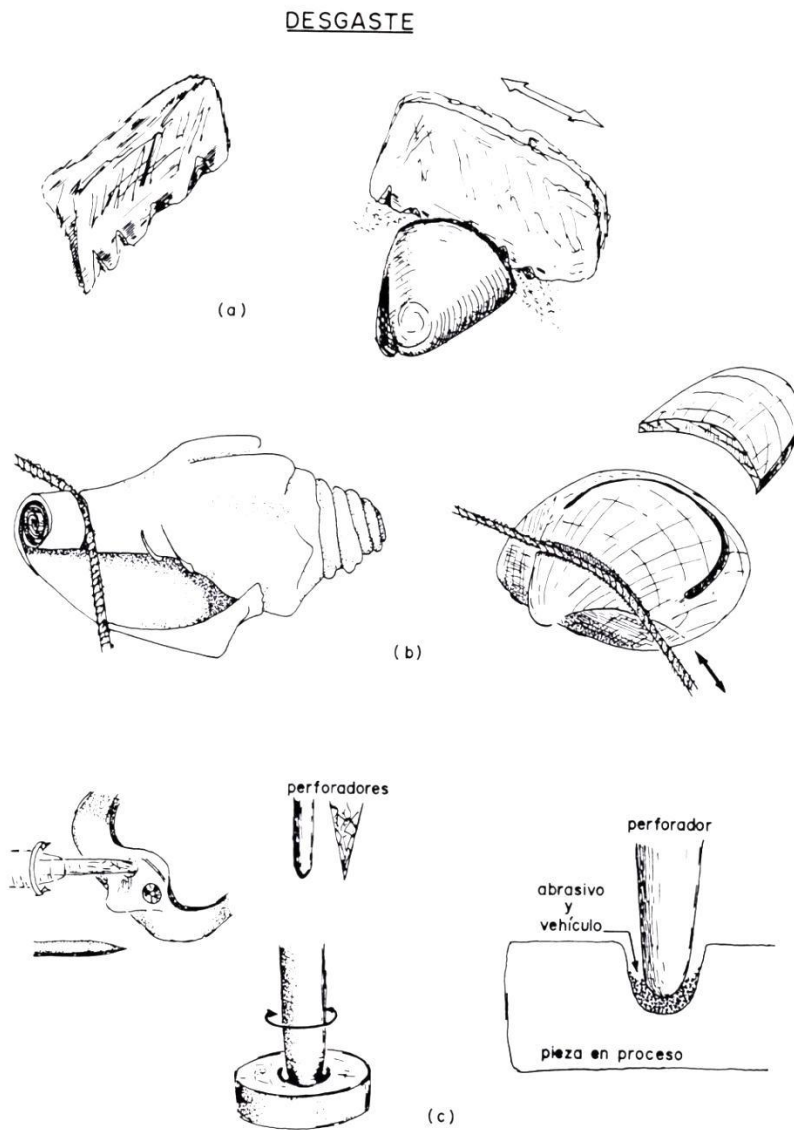 DESGASTE
(a)
(b)
perforadores
perforador
abrasivo
y
vehículo
pieza en proceso
(c)